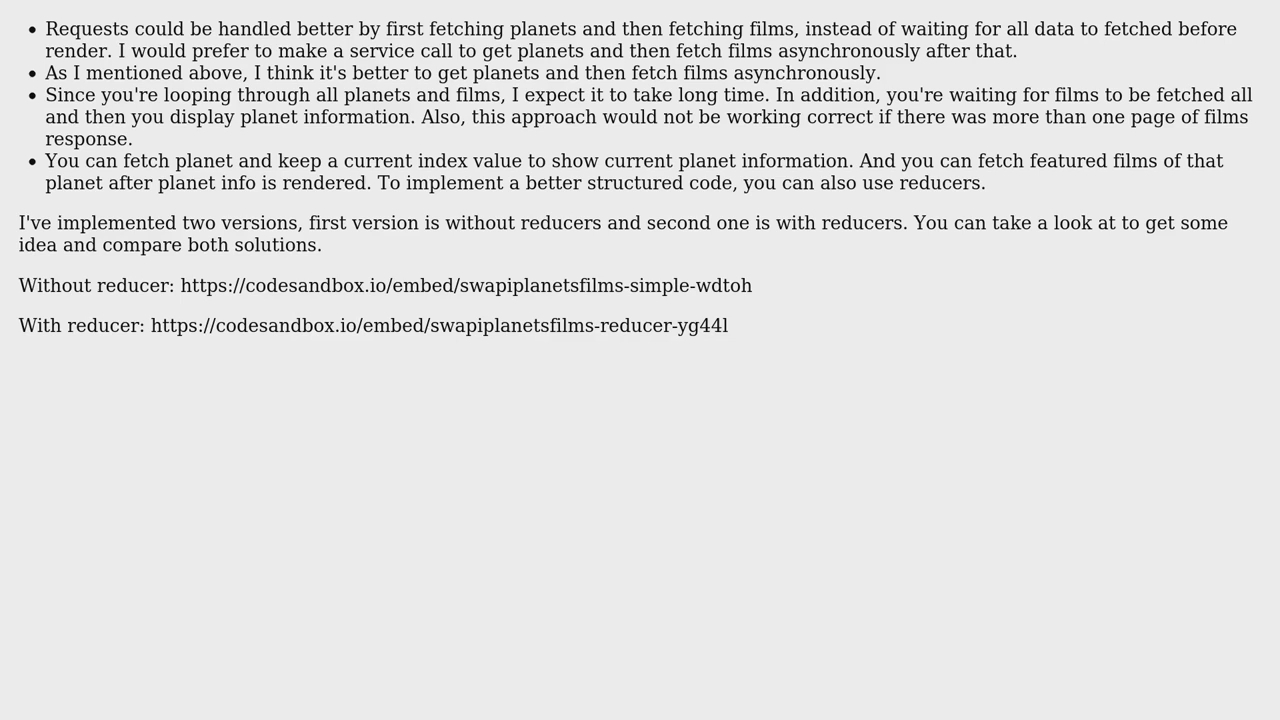 • Requests could be handled better by first fetching planets and then fetching films, instead of waiting for all data to fetched before
render. I would prefer to make a service call to get planets and then fetch films asynchronously after that.
• As I mentioned above, I think it's better to get planets and then fetch films asynchronously.
• Since you're looping through all planets and films, I expect it to take long time. In addition, you're waiting for films to be fetched all
and then you display planet information. Also, this approach would not be working correct if there was more than one page of films
response.
• You can fetch planet and keep a current index value to show current planet information. And you can fetch featured films of that
planet after planet info is rendered. To implement a better structured code, you can also use reducers.
I've implemented two versions, first version is without reducers and second one is with reducers. You can take a look at to get some
idea and compare both solutions.
Without reducer: https://codesandbox.io/embed/swapiplanetsfilms-simple-wdtoh
With reducer: https://codesandbox.io/embed/swapiplanetsfilms-reducer-yg44l